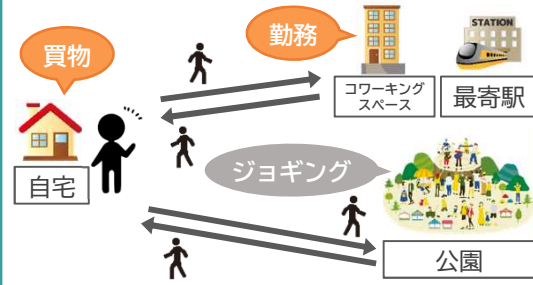 買物
勤務
STATION
コワーキング
スペース
最寄駅
自宅
ジョギング
公園